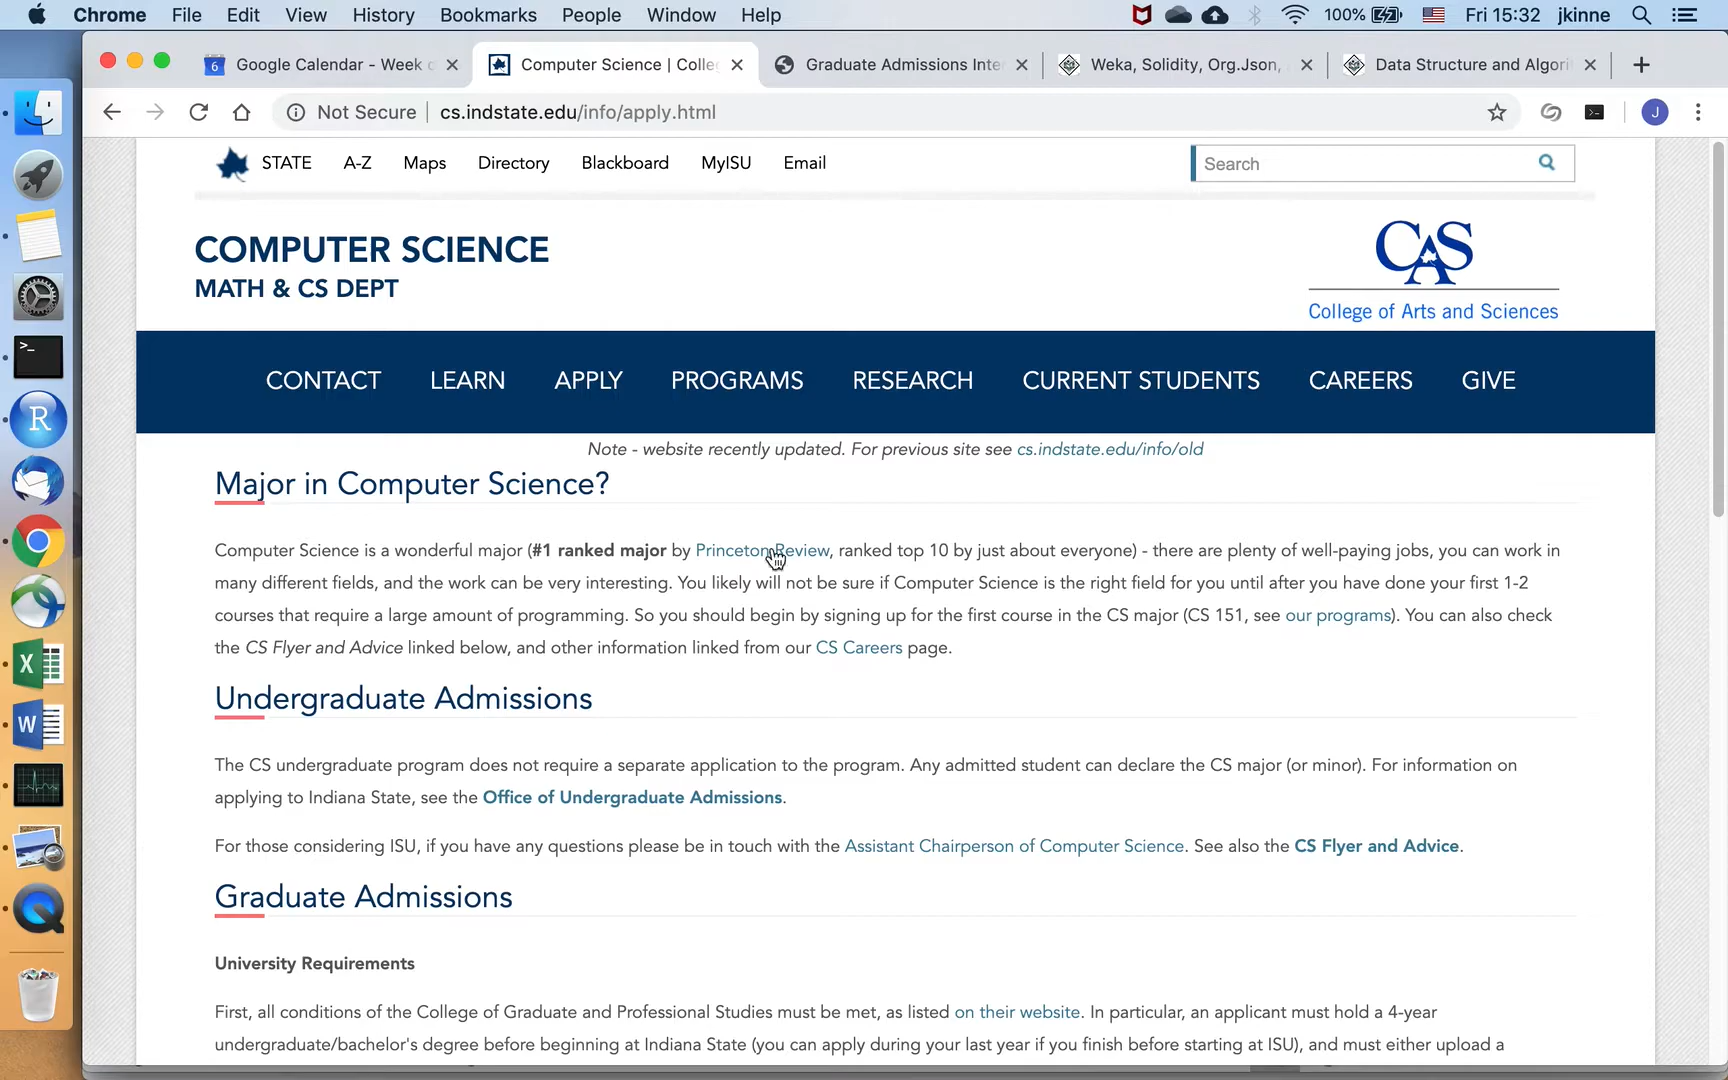 Chrome File Edit View History Bookmarks People Window Help 100% Fri 15:32 jkinne
Google Calendar - Week o Computer Science | Colle Graduate Admissions Inte Weka, Solidity, Org.Json, Data Structure and Algori
Not Secure cs.indstate.edu/info/apply.html J
STATE A-Z Maps Directory Blackboard MyISU Email Search
COMPUTER SCIENCE
MATH & CS DEPT
CAS
College of Arts and Sciences
CONTACT LEARN APPLY PROGRAMS RESEARCH CURRENT STUDENTS CAREERS GIVE
Note - website recently updated. For previous site see cs.indstate.edu/info/old
Major in Computer Science?
Computer Science is a wonderful major (#1 ranked major by Princeton Review, ranked top 10 by just about everyone) - there are plenty of well-paying jobs, you can work in
many different fields, and the work can be very interesting. You likely will not be sure if Computer Science is the right field for you until after you have done your first 1-2
courses that require a large amount of programming. So you should begin by signing up for the first course in the CS major (CS 151, see our programs). You can also check
the CS Flyer and Advice linked below, and other information linked from our CS Careers page.
Undergraduate Admissions
The CS undergraduate program does not require a separate application to the program. Any admitted student can declare the CS major (or minor). For information on
applying to Indiana State, see the Office of Undergraduate Admissions.
For those considering ISU, if you have any questions please be in touch with the Assistant Chairperson of Computer Science. See also the CS Flyer and Advice.
Graduate Admissions
University Requirements
First, all conditions of the College of Graduate and Professional Studies must be met, as listed on their website. In particular, an applicant must hold a 4-year
undergraduate/bachelor's degree before beginning at Indiana State (you can apply during your last year if you finish before starting at ISU), and must either upload a